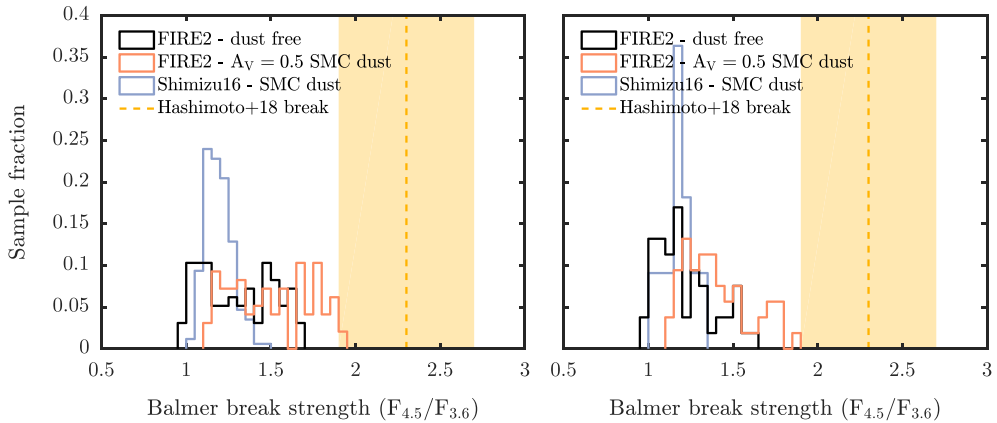 0.4
0.35
0.3
0.25
0.2
0.15
0.1
0.05
0
Sample fraction
FIRE2 - dust free
FIRE2 - A_V = 0.5 SMC dust
Shimizu16 - SMC dust
Hashimoto+18 break
0.5 1 1.5 2 2.5 3
Balmer break strength (F_4.5/F_3.6)
FIRE2 - dust free
FIRE2 - A_V = 0.5 SMC dust
Shimizu16 - SMC dust
Hashimoto+18 break
0.5 1 1.5 2 2.5 3
Balmer break strength (F_4.5/F_3.6)